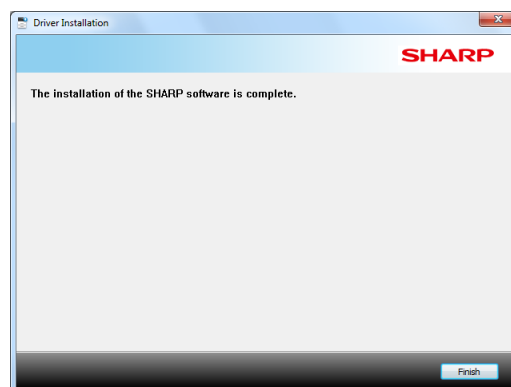 Driver Installation
SHARP
The installation of the SHARP software is complete.
Finish